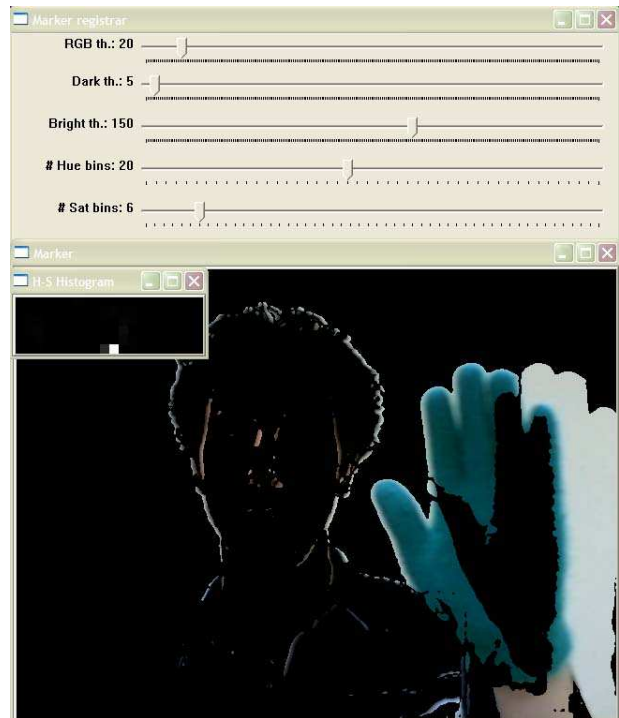 Marker registrar
RGB th.: 20
Dark th.: 5
Bright th.: 150
# Hue bins: 20
# Sat bins: 6
Marker
H-S Histogram